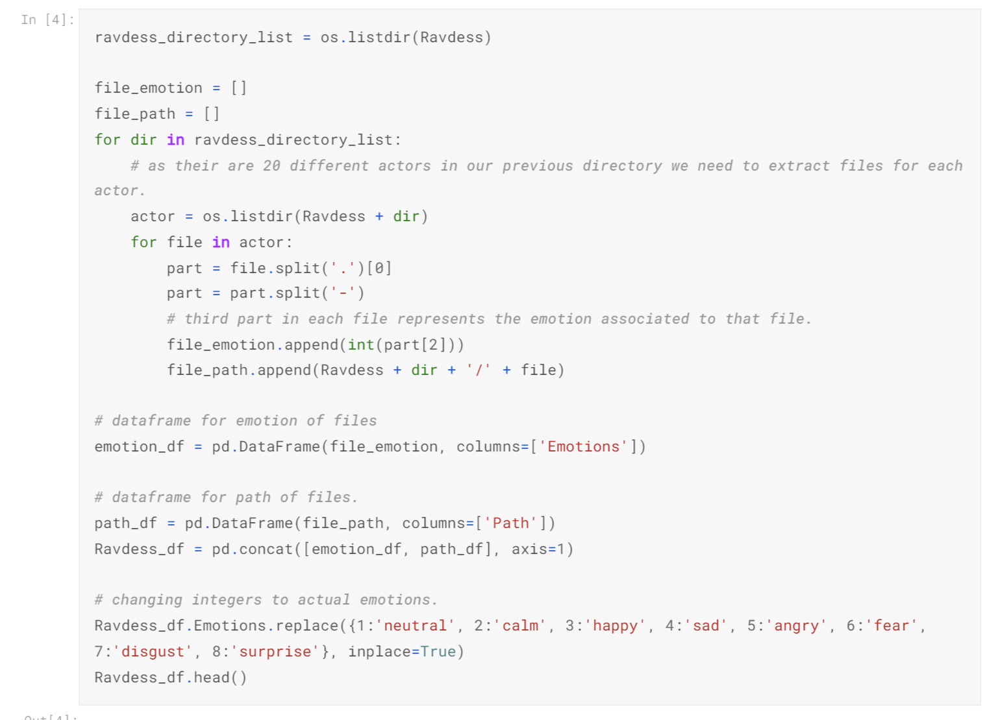 In [4]:
ravdess_directory_list = os.listdir(Ravdess)

file_emotion = []
file_path = []
for dir in ravdess_directory_list:
    # as their are 20 different actors in our previous directory we need to extract files for each
actor.
    actor = os.listdir(Ravdess + dir)
    for file in actor:
        part = file.split('.')[0]
        part = part.split('-')
        # third part in each file represents the emotion associated to that file.
        file_emotion.append(int(part[2]))
        file_path.append(Ravdess + dir + '/' + file)

# dataframe for emotion of files
emotion_df = pd.DataFrame(file_emotion, columns=['Emotions'])

# dataframe for path of files.
path_df = pd.DataFrame(file_path, columns=['Path'])
Ravdess_df = pd.concat([emotion_df, path_df], axis=1)

# changing integers to actual emotions.
Ravdess_df.Emotions.replace({1:'neutral', 2:'calm', 3:'happy', 4:'sad', 5:'angry', 6:'fear',
7:'disgust', 8:'surprise'}, inplace=True)
Ravdess_df.head()
Out[4]: